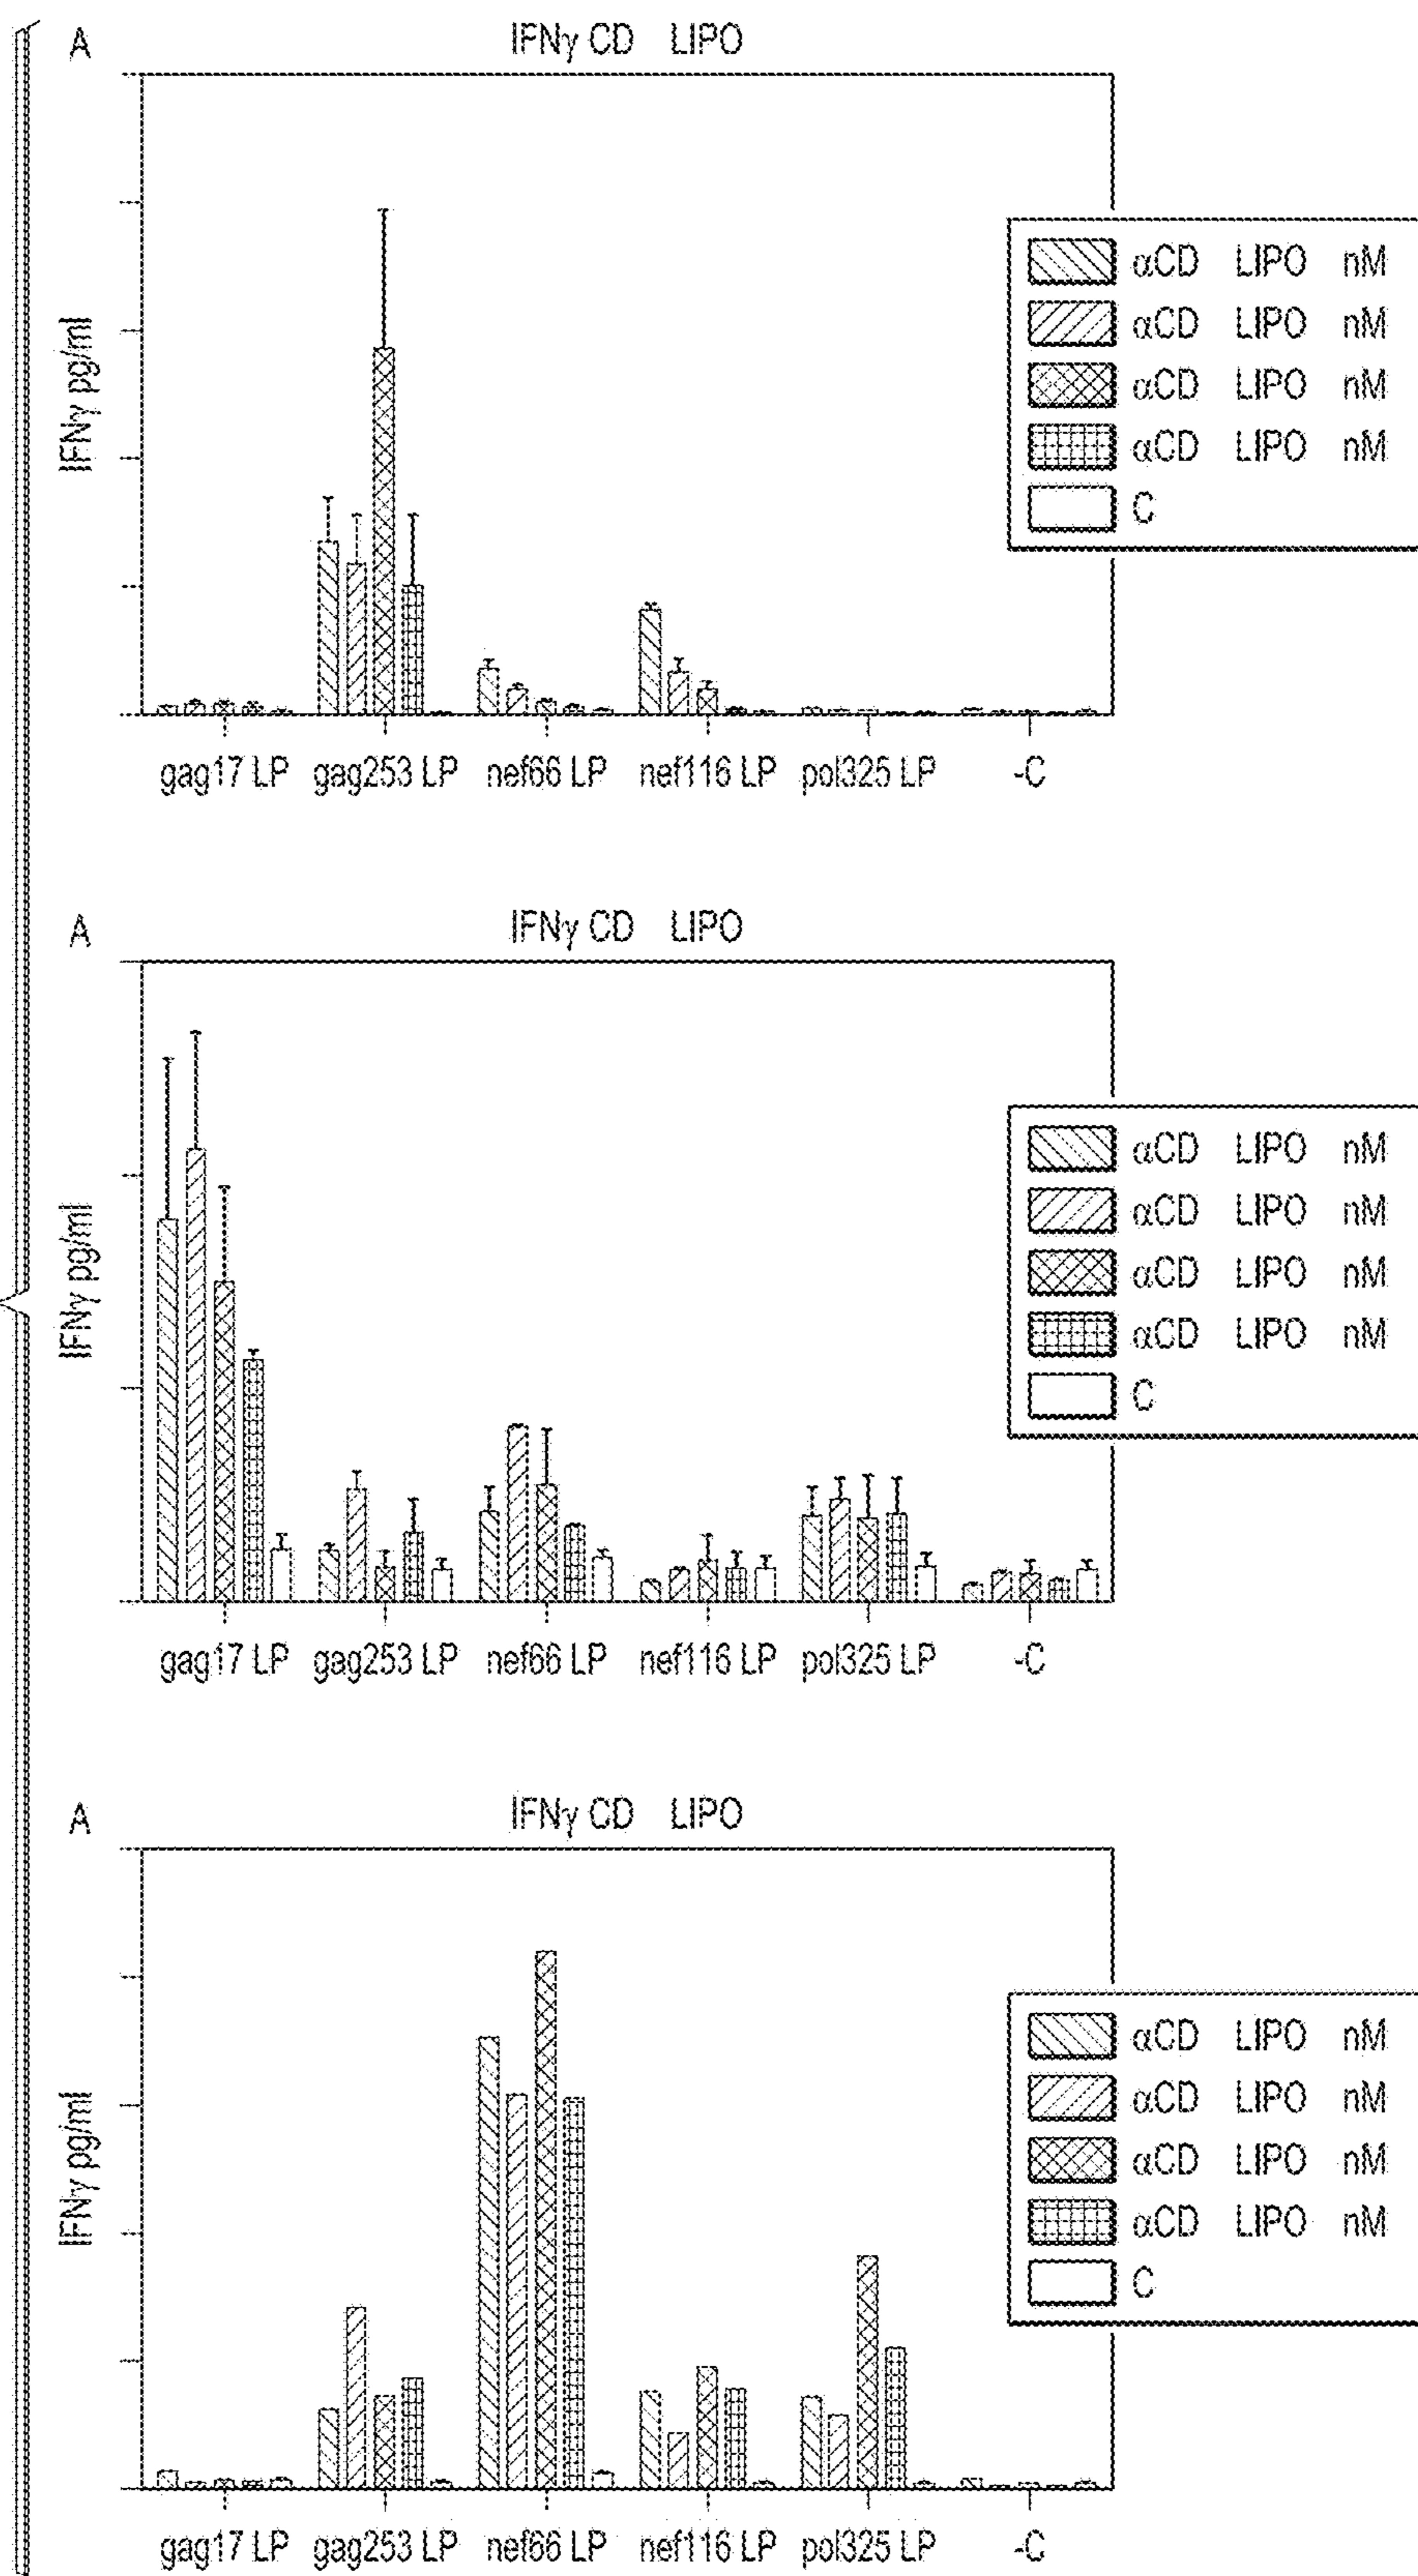 A
IFNγ CD LIPO
IFNγ pg/ml
αCD LIPO nM
αCD LIPO nM
αCD LIPO nM
αCD LIPO nM
C
gag17 LP gag253 LP nef66 LP nef116 LP pol325 LP -C
A
IFNγ CD LIPO
IFNγ pg/ml
αCD LIPO nM
αCD LIPO nM
αCD LIPO nM
αCD LIPO nM
C
gag17 LP gag253 LP nef66 LP nef116 LP pol325 LP -C
A
IFNγ CD LIPO
IFNγ pg/ml
αCD LIPO nM
αCD LIPO nM
αCD LIPO nM
αCD LIPO nM
C
gag17 LP gag253 LP nef66 LP nef116 LP pol325 LP -C